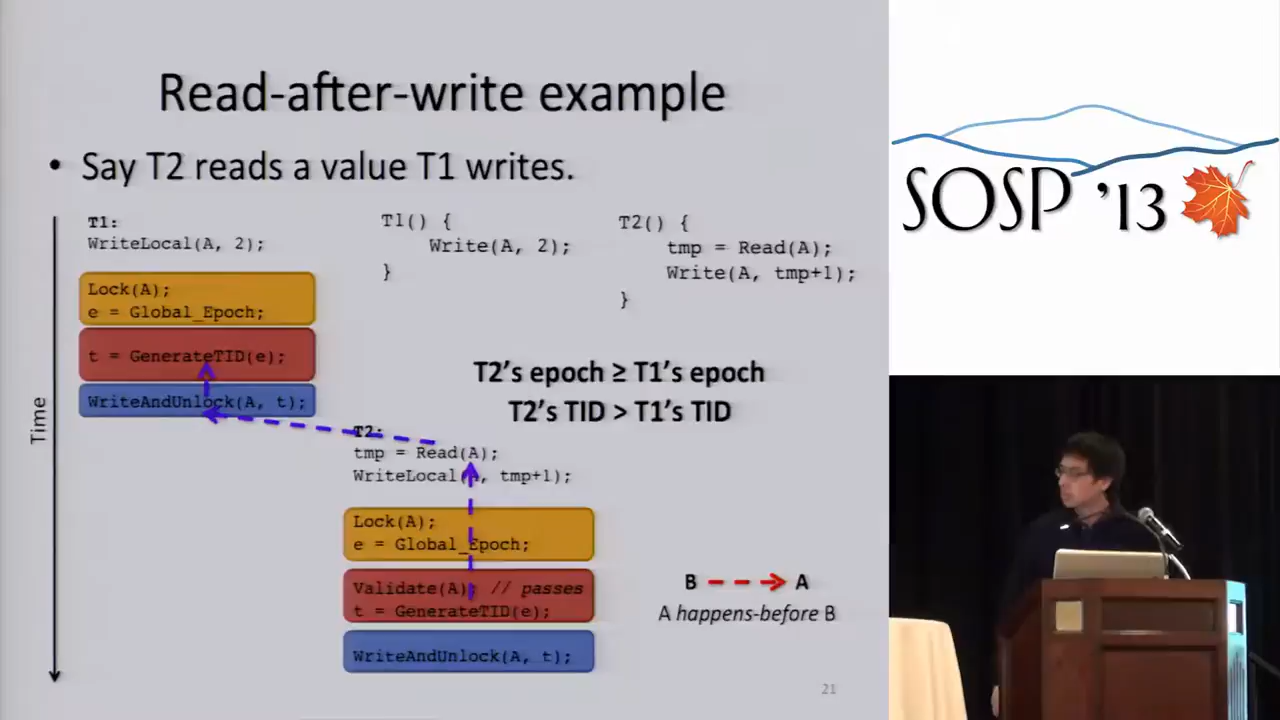 Read-after-write example
• Say T2 reads a value T1 writes.
T1:
WriteLocal(A, 2);
Lock(A);
e = Global_Epoch;
t = GenerateTID(e);
WriteAndUnlock(A, t);
T1() {
Write(A, 2);
}
T2() {
tmp = Read(A);
Write(A, tmp+1);
}
T2's epoch ≥ T1's epoch
T2's TID > T1's TID
Time
T2:
tmp = Read(A);
WriteLocal(A, tmp+1);
Lock(A);
e = Global_Epoch;
Validate(A); // passes
t = GenerateTID(e);
WriteAndUnlock(A, t);
B A
A happens-before B
21
SOSP '13